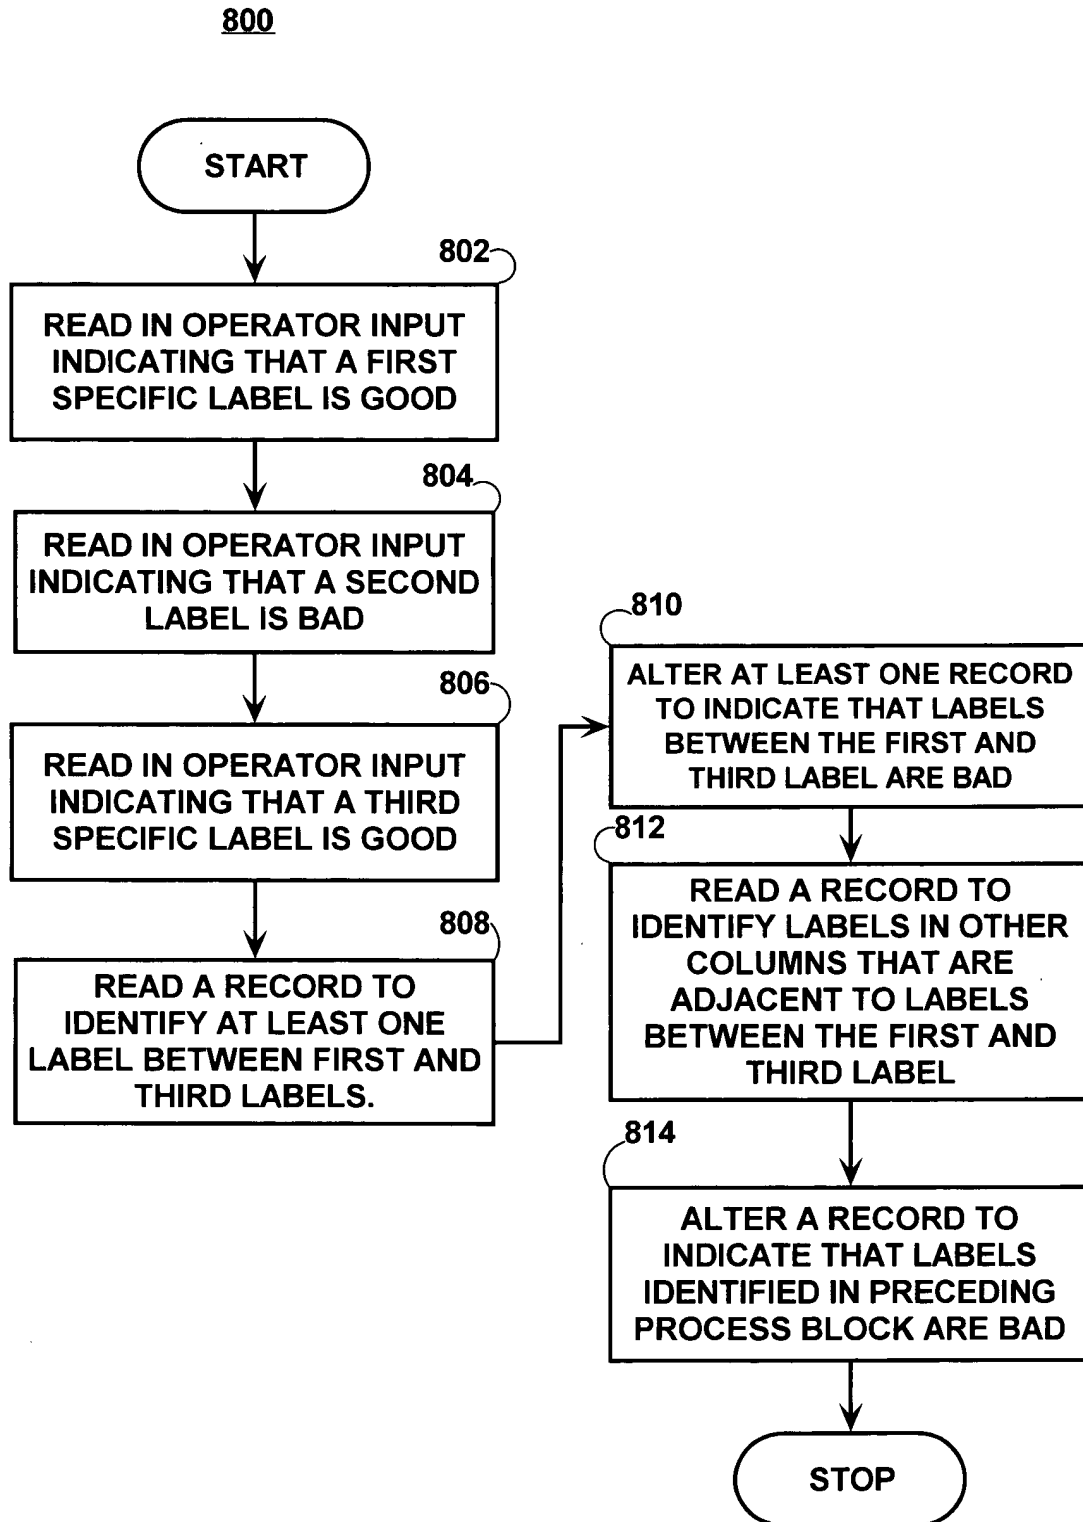 800
START
802
READ IN OPERATOR INPUT
INDICATING THAT A FIRST
SPECIFIC LABEL IS GOOD
804
READ IN OPERATOR INPUT
INDICATING THAT A SECOND
LABEL IS BAD
806
READ IN OPERATOR INPUT
INDICATING THAT A THIRD
SPECIFIC LABEL IS GOOD
808
READ A RECORD TO
IDENTIFY AT LEAST ONE
LABEL BETWEEN FIRST AND
THIRD LABELS.
810
ALTER AT LEAST ONE RECORD
TO INDICATE THAT LABELS
BETWEEN THE FIRST AND
THIRD LABEL ARE BAD
812
READ A RECORD TO
IDENTIFY LABELS IN OTHER
COLUMNS THAT ARE
ADJACENT TO LABELS
BETWEEN THE FIRST AND
THIRD LABEL
814
ALTER A RECORD TO
INDICATE THAT LABELS
IDENTIFIED IN PRECEDING
PROCESS BLOCK ARE BAD
STOP